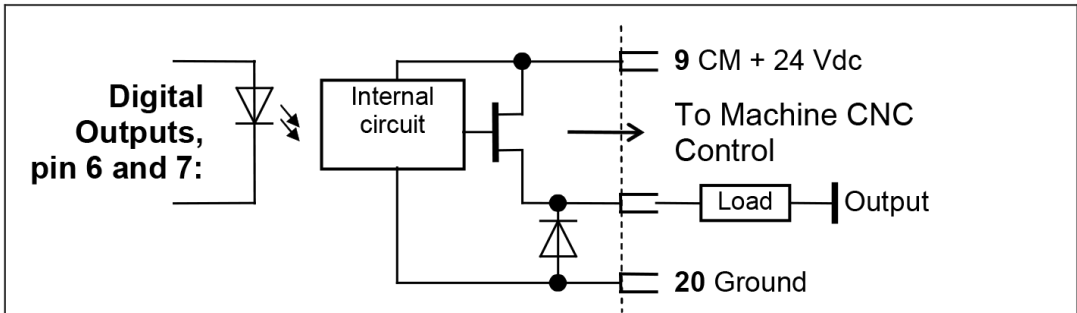 Digital
Outputs,
pin 6 and 7:
Internal
circuit
9 CM + 24 Vdc
To Machine CNC
Control
Load
Output
20 Ground